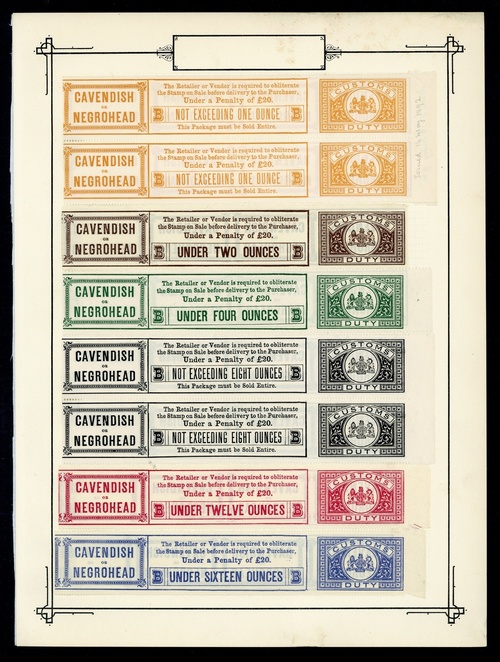 CAVENDISH
OR
NEGROHEAD
The Retailer or Vendor is required to obliterate
the Stamp on Sale before delivery to the Purchaser,
Under a Penalty of £20.
B NOT EXCEEDING ONE OUNCE B
This Package must be Sold Entire.
CUSTOMS
DUTY
CAVENDISH
OR
NEGROHEAD
The Retailer or Vendor is required to obliterate
the Stamp on Sale before delivery to the Purchaser,
Under a Penalty of £20.
B NOT EXCEEDING ONE OUNCE B
This Package must be Sold Entire.
CUSTOMS
DUTY
CAVENDISH
OR
NEGROHEAD
The Retailer or Vendor is required to obliterate
the Stamp on Sale before delivery to the Purchaser,
Under a Penalty of £20.
B UNDER TWO OUNCES B
CUSTOMS
DUTY
CAVENDISH
OR
NEGROHEAD
The Retailer or Vendor is required to obliterate
the Stamp on Sale before delivery to the Purchaser,
Under a Penalty of £20.
B UNDER FOUR OUNCES B
CUSTOMS
DUTY
CAVENDISH
OR
NEGROHEAD
The Retailer or Vendor is required to obliterate
the Stamp on Sale before delivery to the Purchaser,
Under a Penalty of £20.
B NOT EXCEEDING EIGHT OUNCES B
This Package must be Sold Entire.
CUSTOMS
DUTY
CAVENDISH
OR
NEGROHEAD
The Retailer or Vendor is required to obliterate
the Stamp on Sale before delivery to the Purchaser,
Under a Penalty of £20.
B NOT EXCEEDING EIGHT OUNCES B
This Package must be Sold Entire.
CUSTOMS
DUTY
CAVENDISH
OR
NEGROHEAD
The Retailer or Vendor is required to obliterate
the Stamp on Sale before delivery to the Purchaser,
Under a Penalty of £20.
B UNDER TWELVE OUNCES B
CUSTOMS
DUTY
CAVENDISH
OR
NEGROHEAD
The Retailer or Vendor is required to obliterate
the Stamp on Sale before delivery to the Purchaser,
Under a Penalty of £20.
B UNDER SIXTEEN OUNCES B
CUSTOMS
DUTY